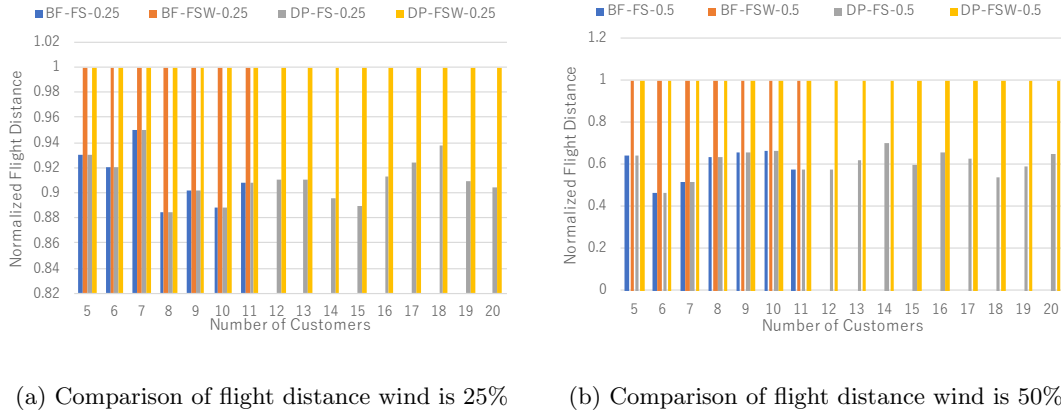 BF-FS-0.25 BF-FSW-0.25 DP-FS-0.25 DP-FSW-0.25
1.02
1
0.98
0.96
0.94
0.92
0.9
0.88
0.86
0.84
0.82
Normalized Flight Distance
5 6 7 8 9 10 11 12 13 14 15 16 17 18 19 20
Number of Customers
(a) Comparison of flight distance wind is 25%
BF-FS-0.5 BF-FSW-0.5 DP-FS-0.5 DP-FSW-0.5
1.2
1
0.8
0.6
0.4
0.2
0
Normalized Flight Distance
5 6 7 8 9 10 11 12 13 14 15 16 17 18 19 20
Number of Customers
(b) Comparison of flight distance wind is 50%